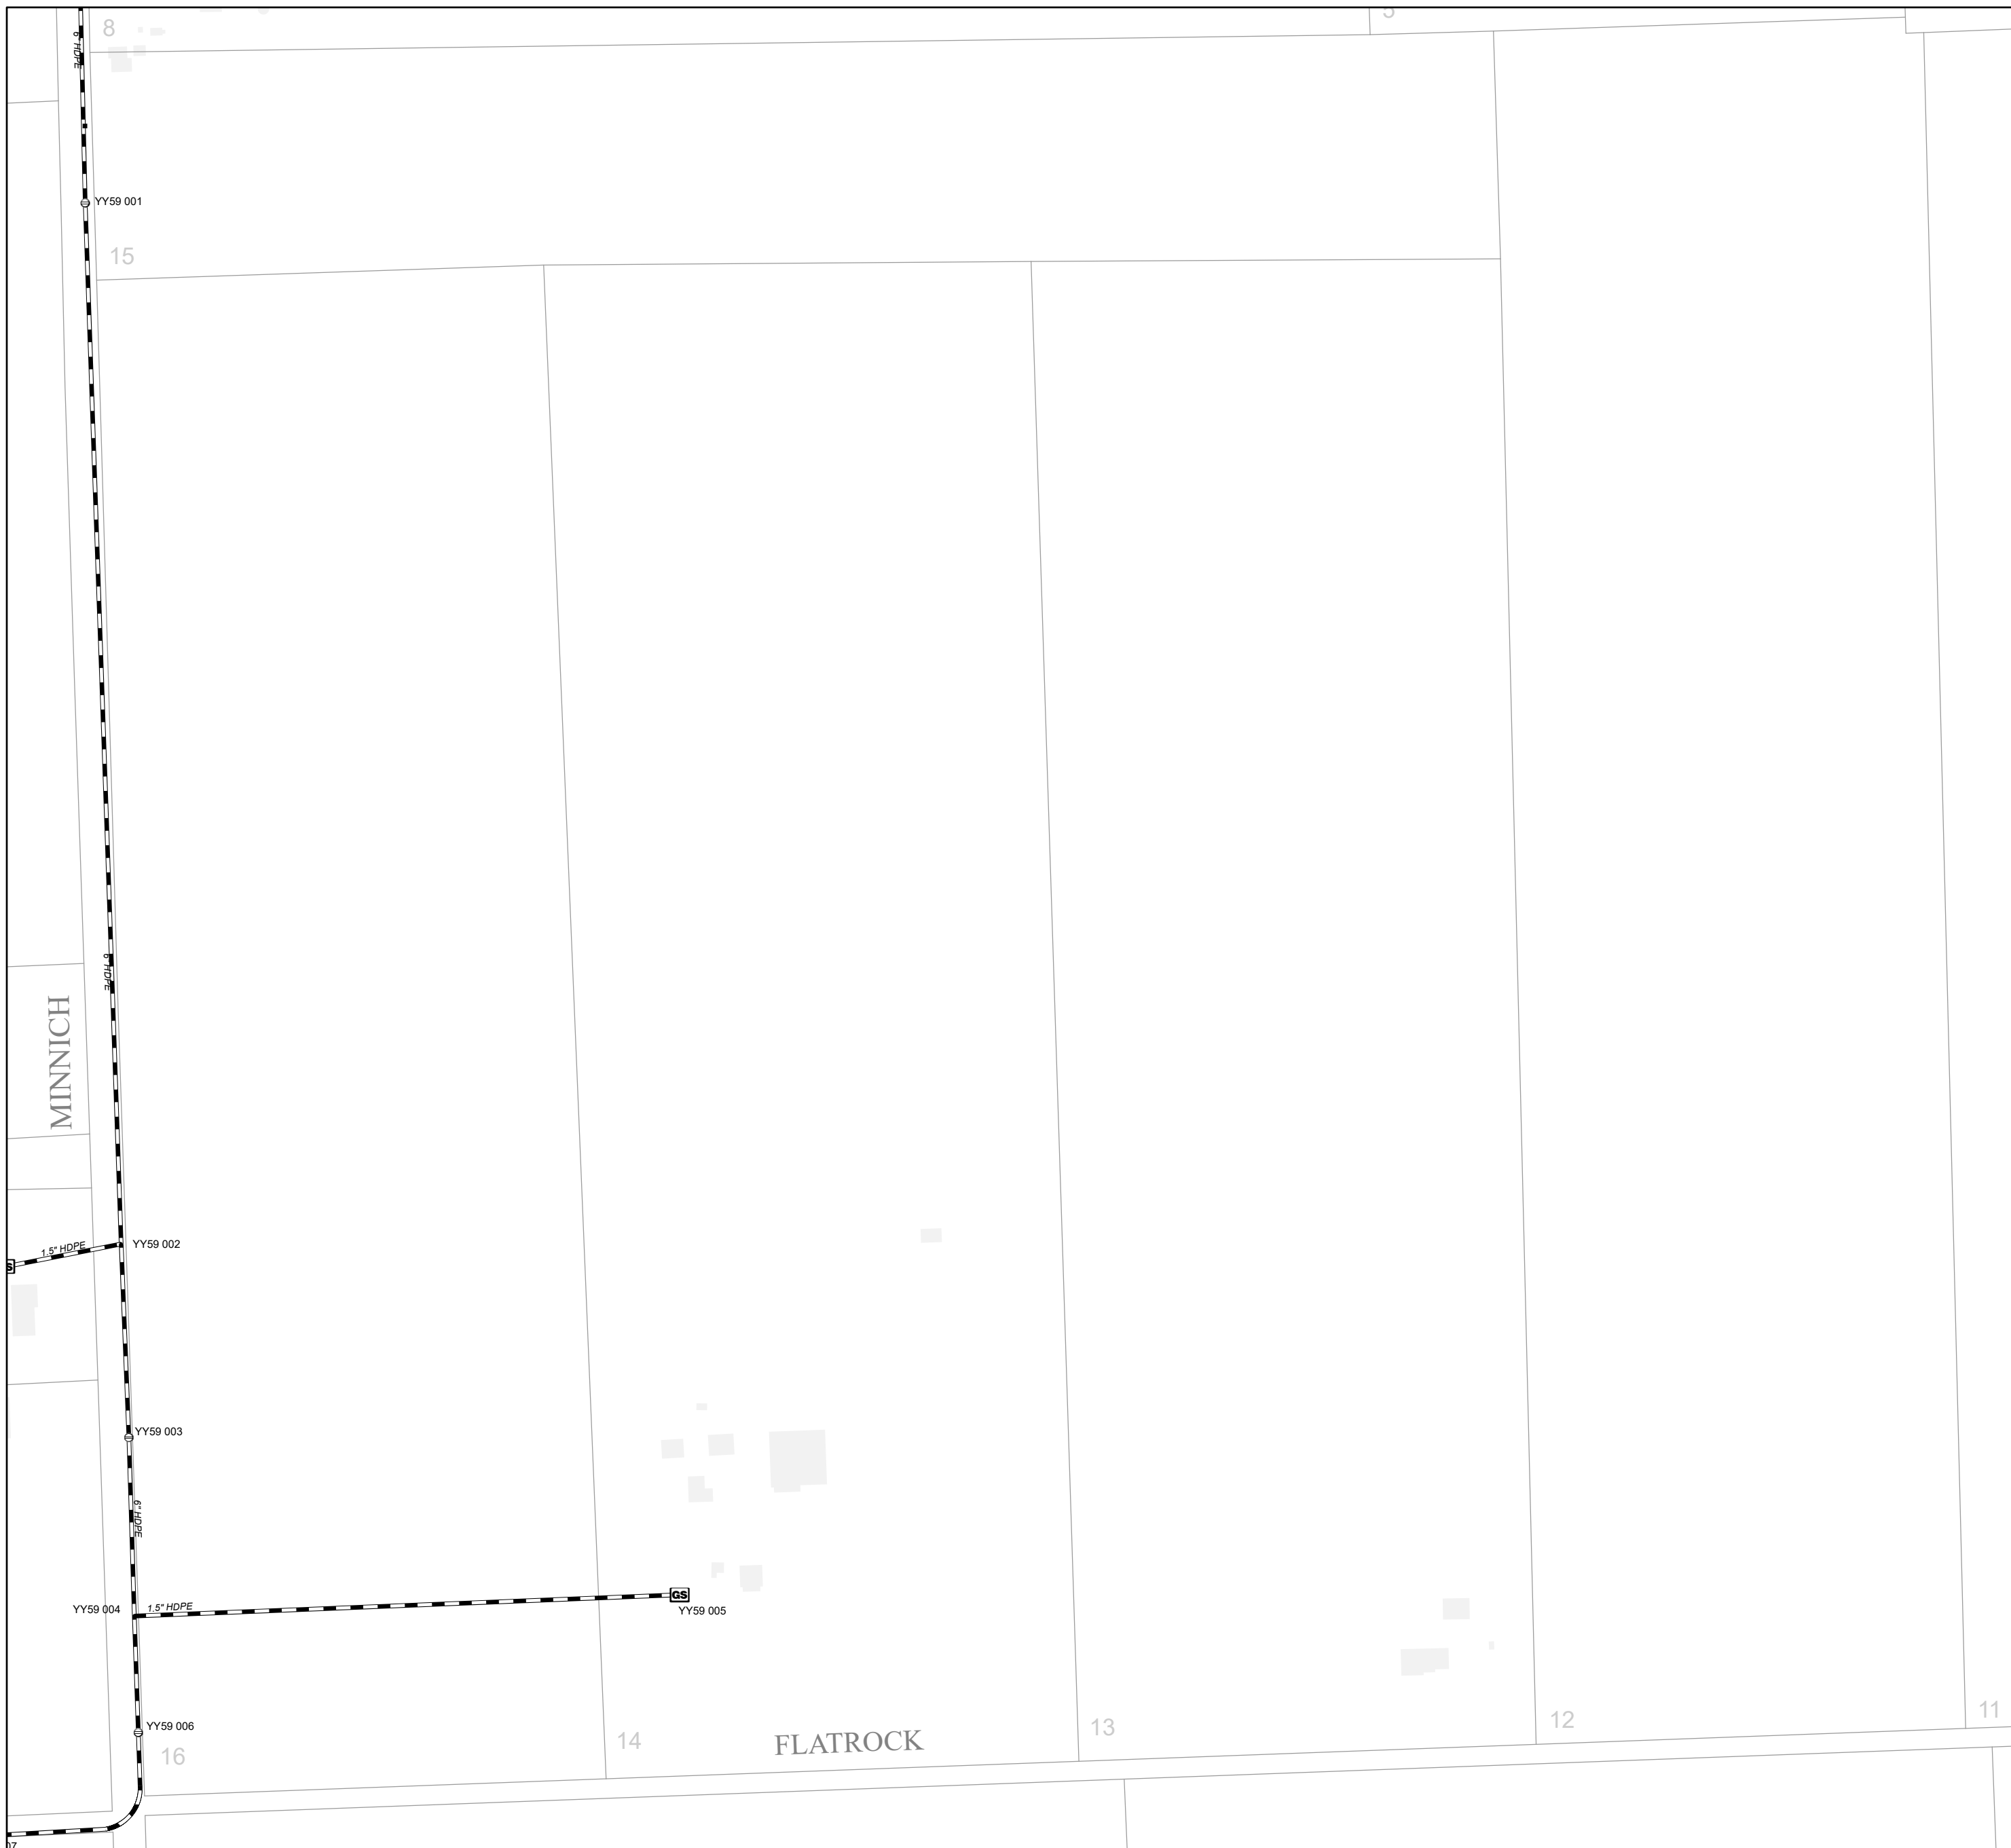 8
6" HDPE
YY59 001
15
6" HDPE
MINNICH
YY59 002
1.5" HDPE
YY59 003
6" HDPE
YY59 004
1.5" HDPE
GS
YY59 005
YY59 006
16
14
FLATROCK
13
12
11
07